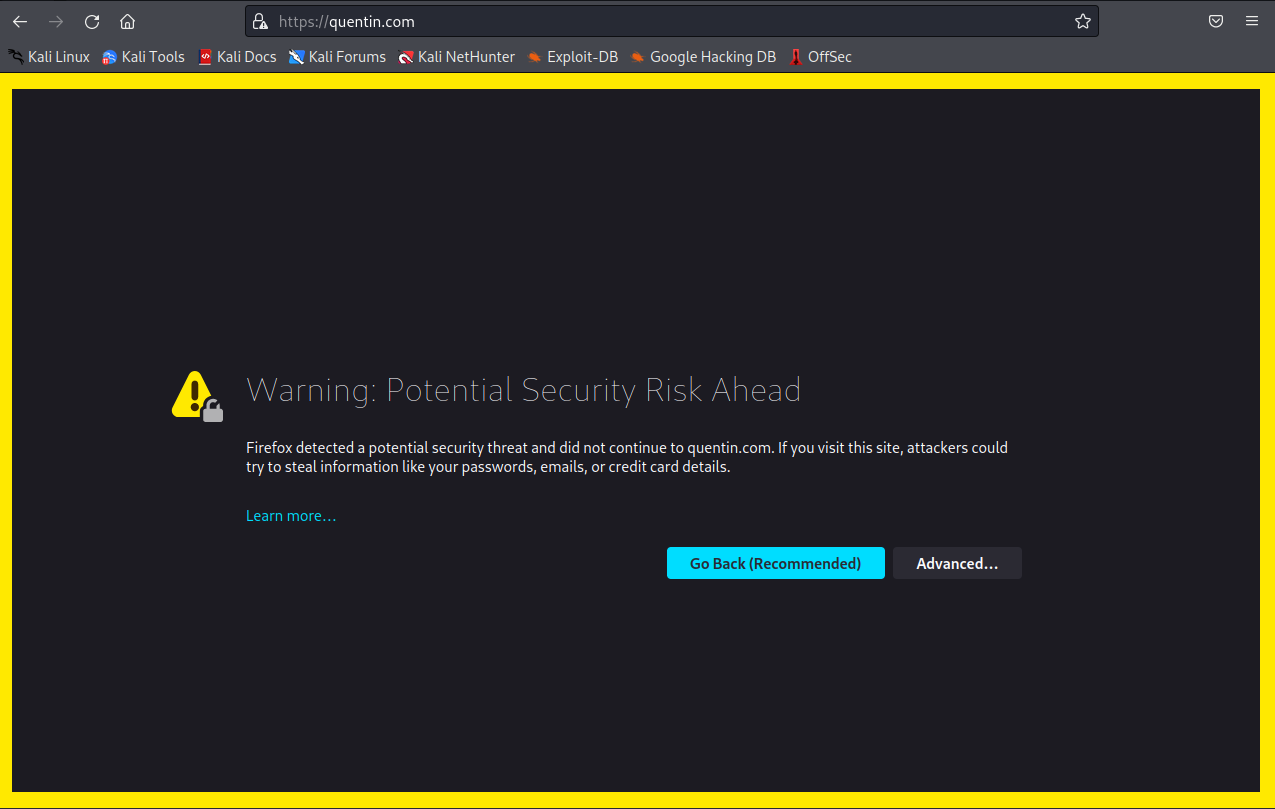 https://quentin.com
Kali Linux Kali Tools Kali Docs Kali Forums Kali NetHunter Exploit-DB Google Hacking DB OffSec
Warning: Potential Security Risk Ahead
Firefox detected a potential security threat and did not continue to quentin.com. If you visit this site, attackers could
try to steal information like your passwords, emails, or credit card details.
Learn more…
Go Back (Recommended) Advanced…